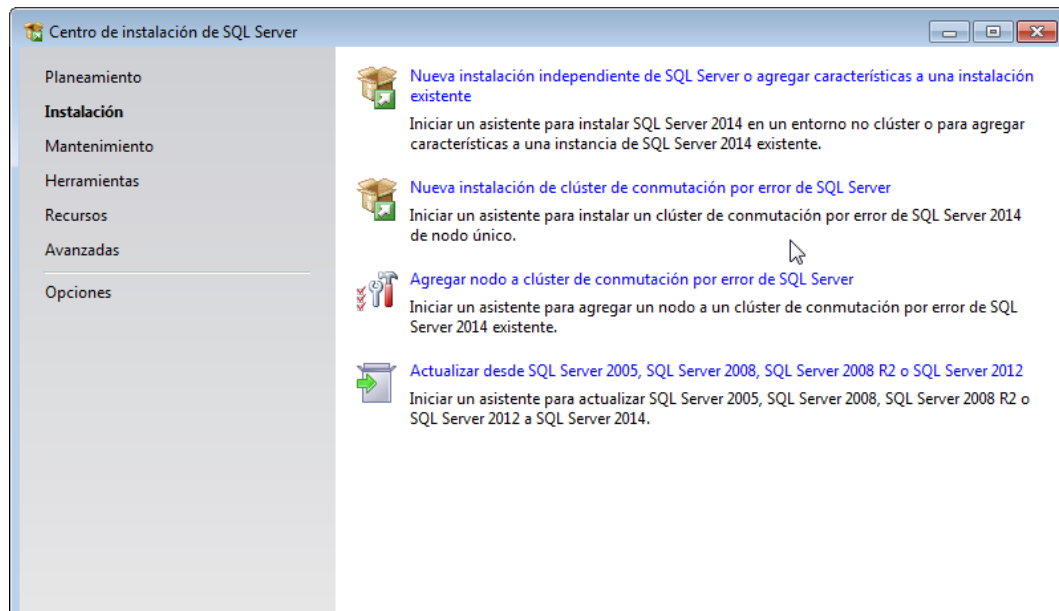 Centro de instalación de SQL Server
Planeamiento
Instalación
Mantenimiento
Herramientas
Recursos
Avanzadas
Opciones
Nueva instalación independiente de SQL Server o agregar características a una instalación
existente
Iniciar un asistente para instalar SQL Server 2014 en un entorno no clúster o para agregar
características a una instancia de SQL Server 2014 existente.
Nueva instalación de clúster de conmutación por error de SQL Server
Iniciar un asistente para instalar un clúster de conmutación por error de SQL Server 2014
de nodo único.
Agregar nodo a clúster de conmutación por error de SQL Server
Iniciar un asistente para agregar un nodo a un clúster de conmutación por error de SQL
Server 2014 existente.
Actualizar desde SQL Server 2005, SQL Server 2008, SQL Server 2008 R2 o SQL Server 2012
Iniciar un asistente para actualizar SQL Server 2005, SQL Server 2008, SQL Server 2008 R2 o
SQL Server 2012 a SQL Server 2014.